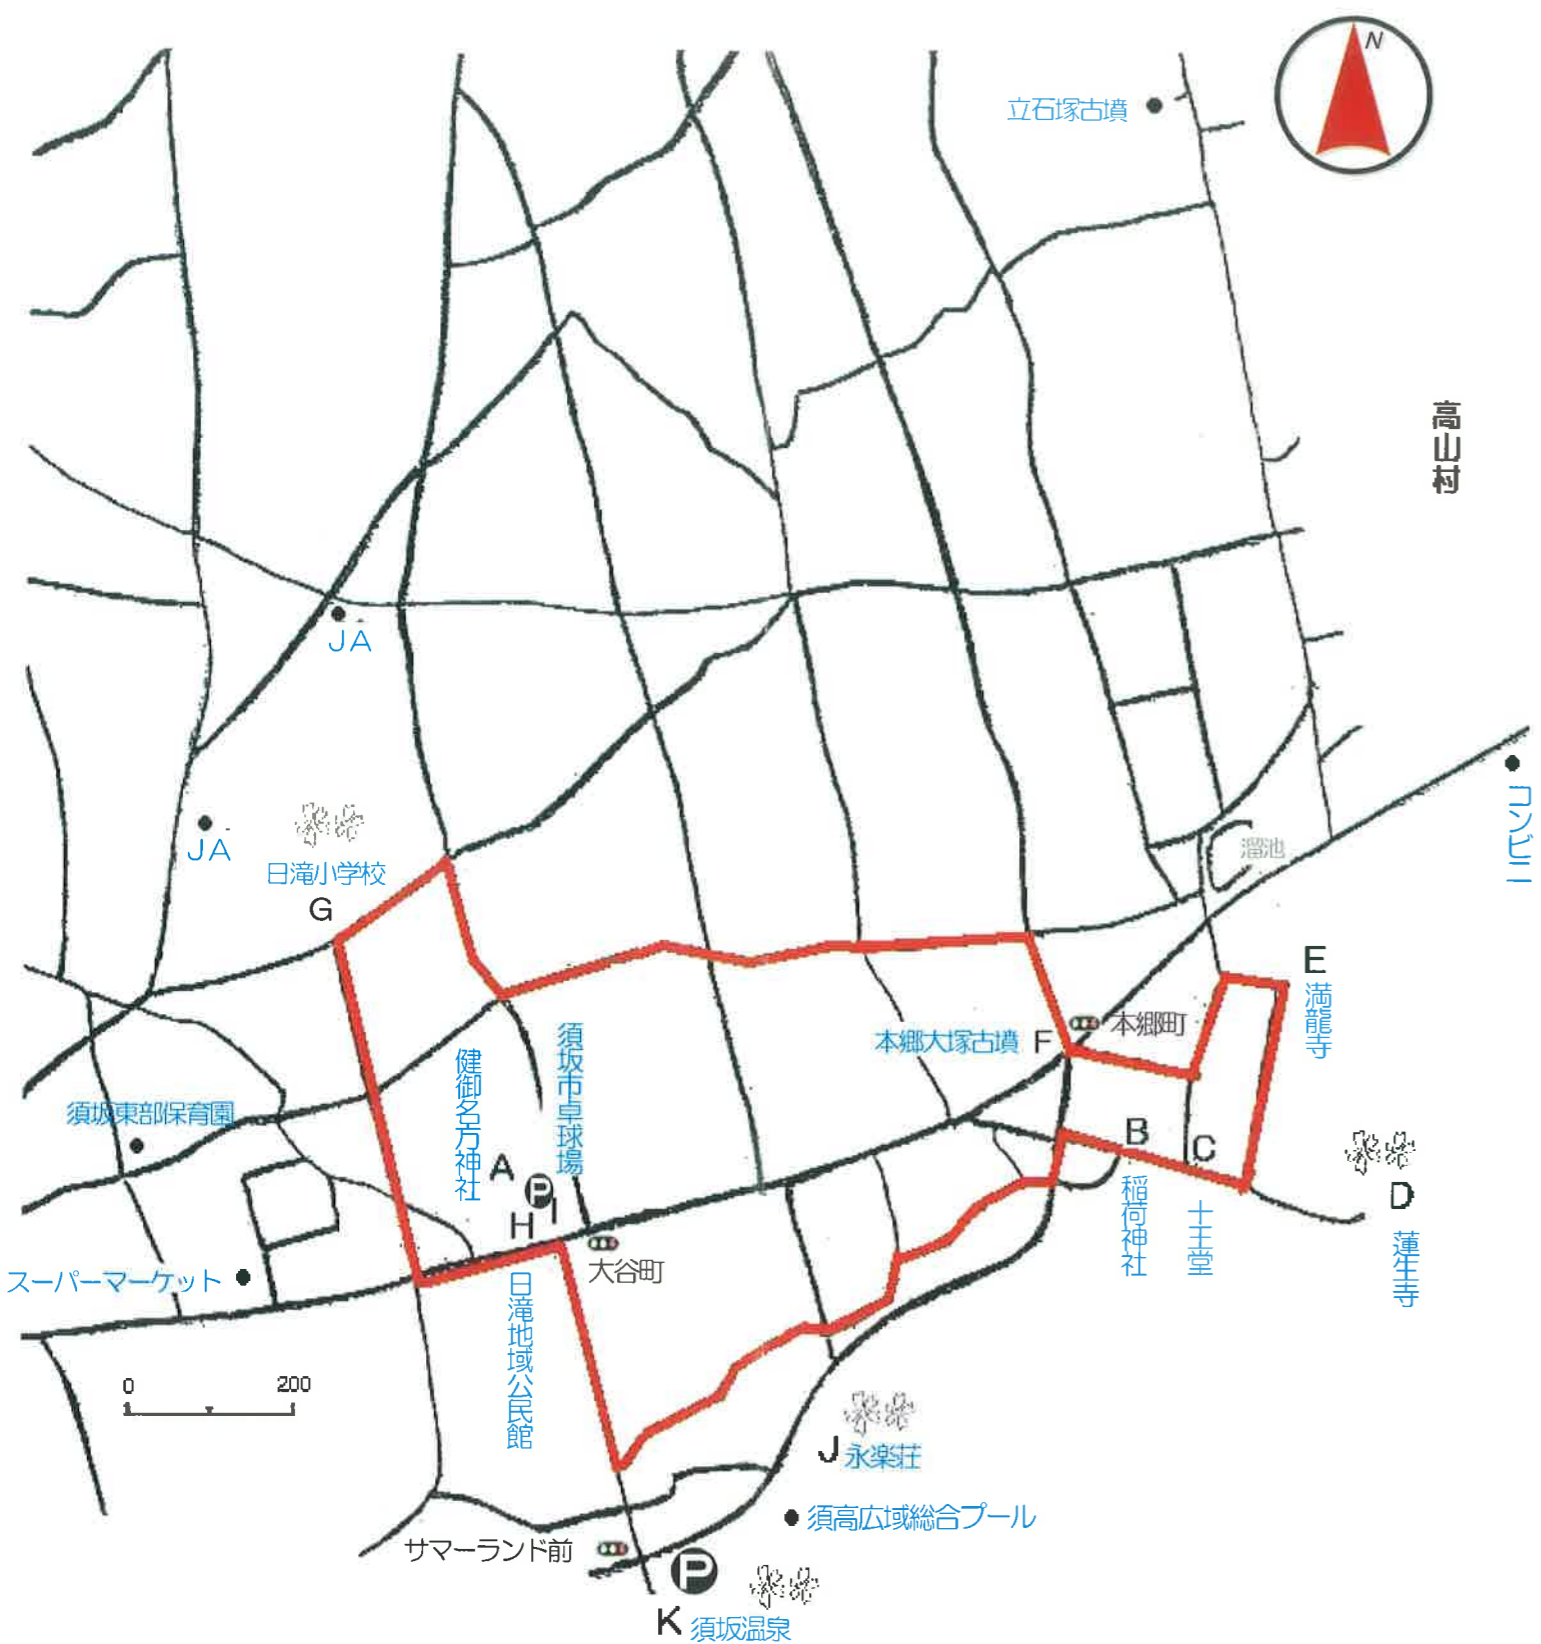 N
立石塚古墳
高山村
JA
コンビニ
JA
日滝小学校
G
溜池
E
満龍寺
本郷町
本郷大塚古墳 F
須坂市卓球場
健御名方神社
須坂東部保育園
A
P
H I
B
C
D
稲荷神社
十王堂
蓮生寺
大谷町
スーパーマーケット
日滝地域公民館
0 200
J 永楽荘
須高広域総合プール
サマーランド前
P
K 須坂温泉